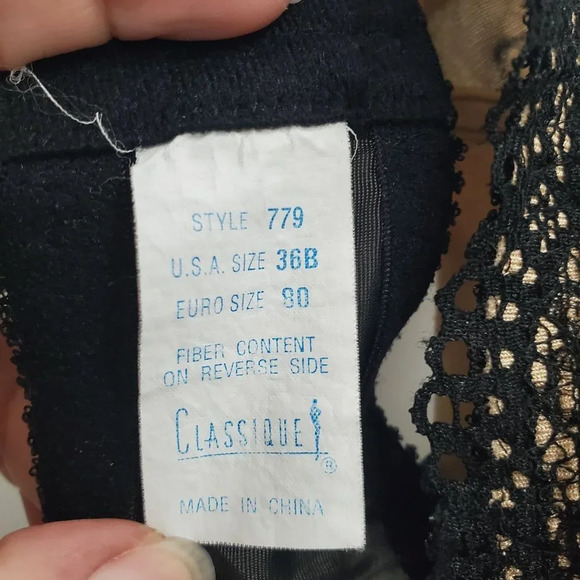 STYLE 779
U.S.A. SIZE 36B
EURO SIZE 80
FIBER CONTENT
ON REVERSE SIDE
CLASSIQUE ®
MADE IN CHINA